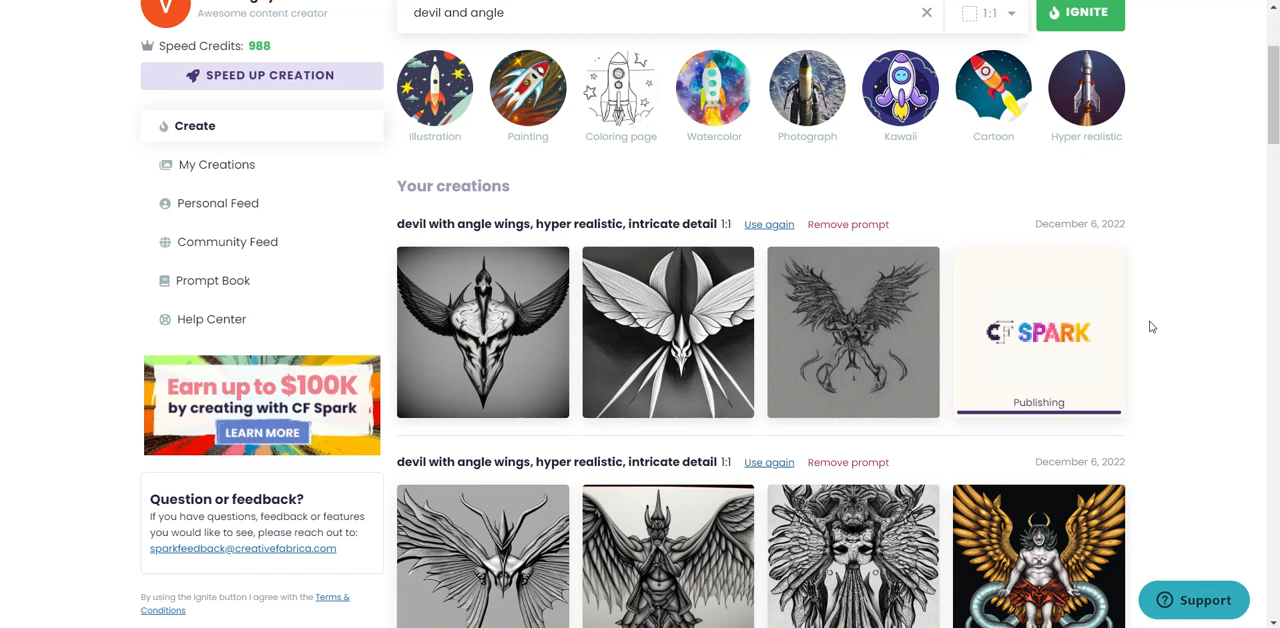 Awesome content creator
Speed Credits: 988
SPEED UP CREATION
Create
My Creations
Personal Feed
Community Feed
Prompt Book
Help Center
Earn up to $100K
by creating with CF Spark
LEARN MORE
Question or feedback?
If you have questions, feedback or features
you would like to see, please reach out to:
sparkfeedback@creativefabrica.com
By using the Ignite button I agree with the Terms &
Conditions
devil and angle
1:1
IGNITE
Illustration
Painting
Coloring page
Watercolor
Photograph
Kawaii
Cartoon
Hyper realistic
Your creations
devil with angle wings, hyper realistic, intricate detail 1:1 Use again Remove prompt December 6, 2022
CF SPARK
Publishing
devil with angle wings, hyper realistic, intricate detail 1:1 Use again Remove prompt December 6, 2022
Support